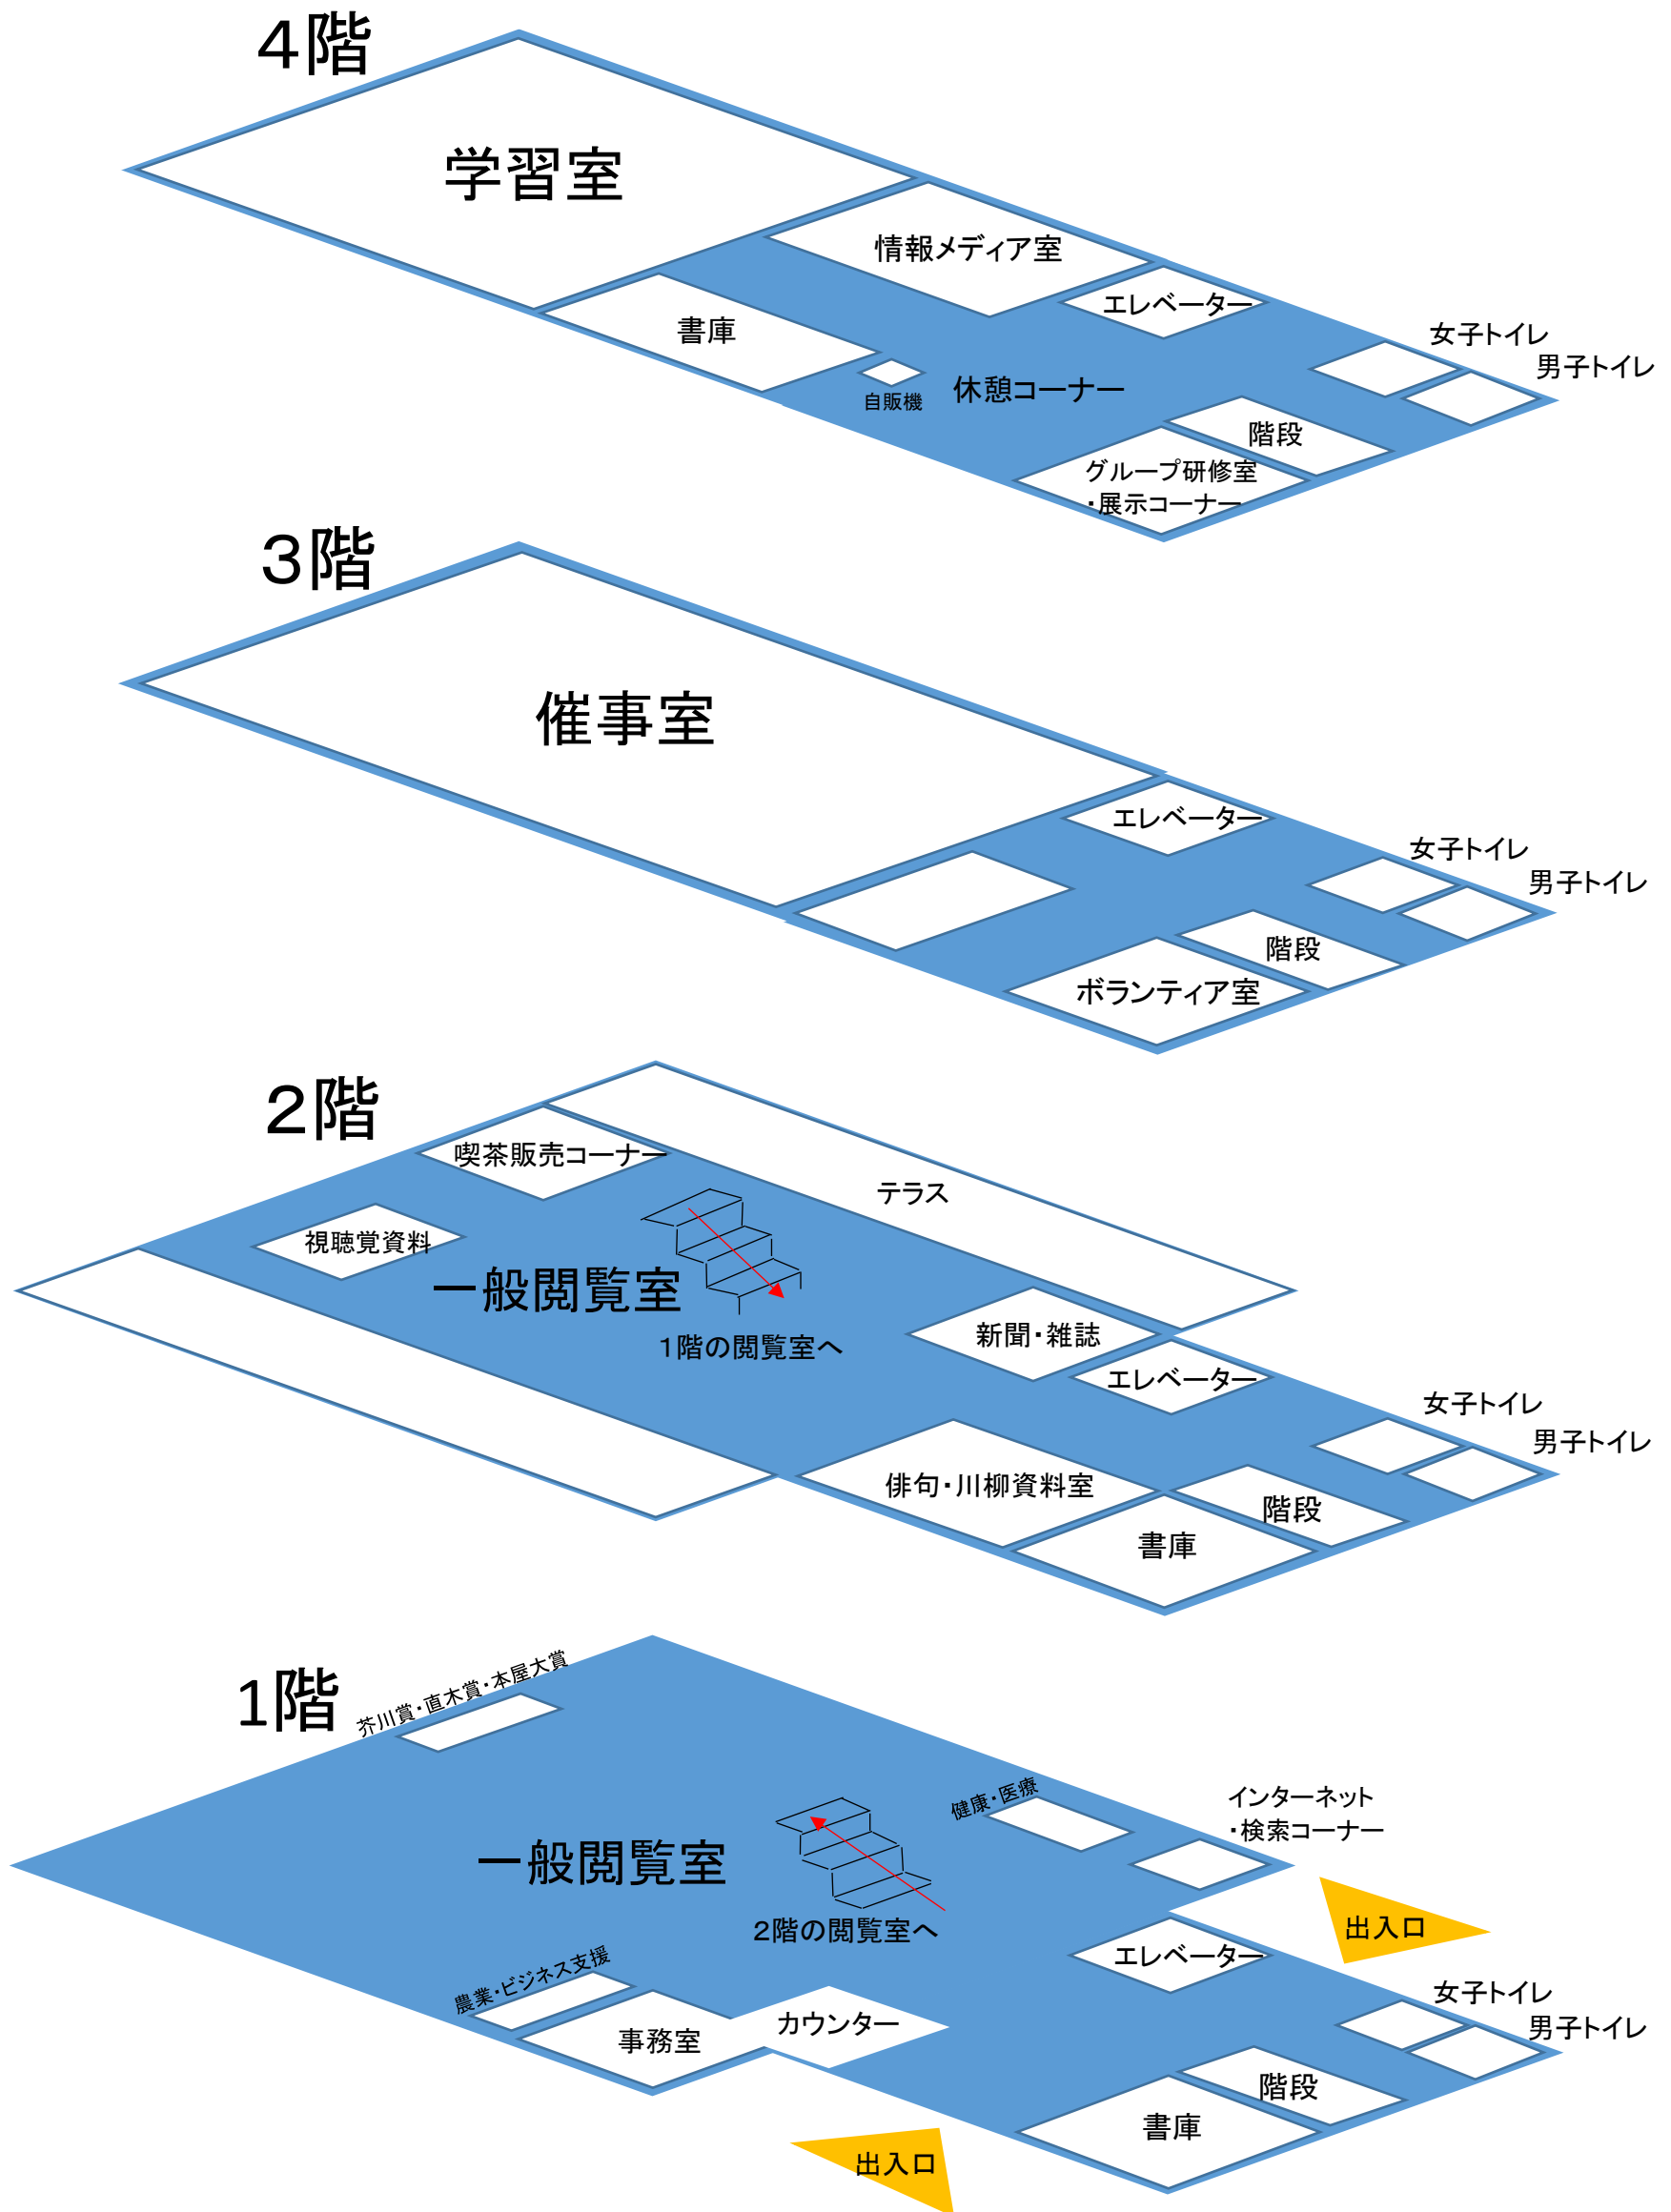 ４階
学習室
情報メディア室
エレベーター
書庫
女子トイレ
男子トイレ
自販機
休憩コーナー
階段
グループ研修室
・展示コーナー
３階
催事室
エレベーター
女子トイレ
男子トイレ
階段
ボランティア室
２階
喫茶販売コーナー
テラス
視聴覚資料
一般閲覧室
１階の閲覧室へ
新聞・雑誌
エレベーター
女子トイレ
男子トイレ
俳句・川柳資料室
階段
書庫
1階
芥川賞・直木賞・本屋大賞
健康・医療
インターネット
・検索コーナー
一般閲覧室
２階の閲覧室へ
出入口
エレベーター
農業・ビジネス支援
女子トイレ
男子トイレ
カウンター
事務室
階段
書庫
出入口